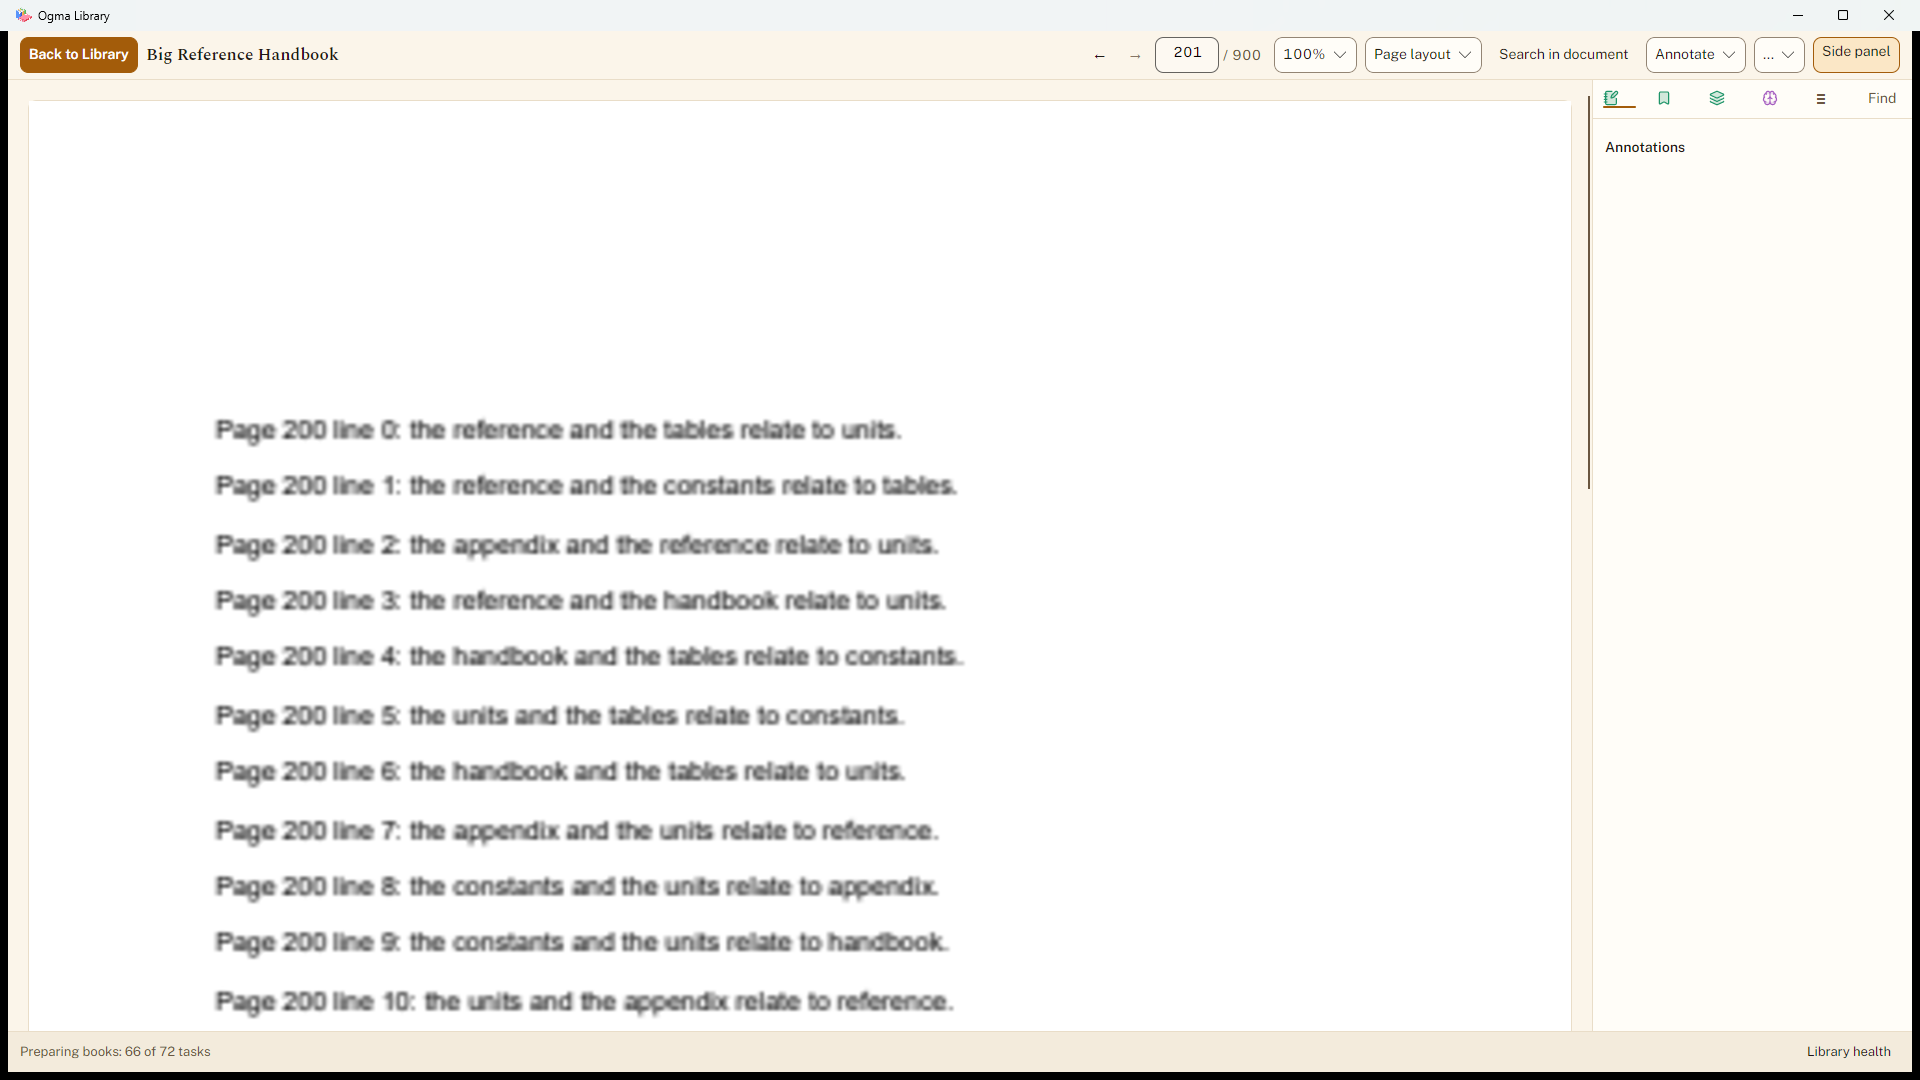 Ogma Library
Back to Library Big Reference Handbook ← → 201 / 900 100% Page layout Search in document Annotate ... Side panel
Find
Annotations
Page 200 line 0: the reference and the tables relate to units.
Page 200 line 1: the reference and the constants relate to tables.
Page 200 line 2: the appendix and the reference relate to units.
Page 200 line 3: the reference and the handbook relate to units.
Page 200 line 4: the handbook and the tables relate to constants.
Page 200 line 5: the units and the tables relate to constants.
Page 200 line 6: the handbook and the tables relate to units.
Page 200 line 7: the appendix and the units relate to reference.
Page 200 line 8: the constants and the units relate to appendix.
Page 200 line 9: the constants and the units relate to handbook.
Page 200 line 10: the units and the appendix relate to reference.
Preparing books: 66 of 72 tasks Library health